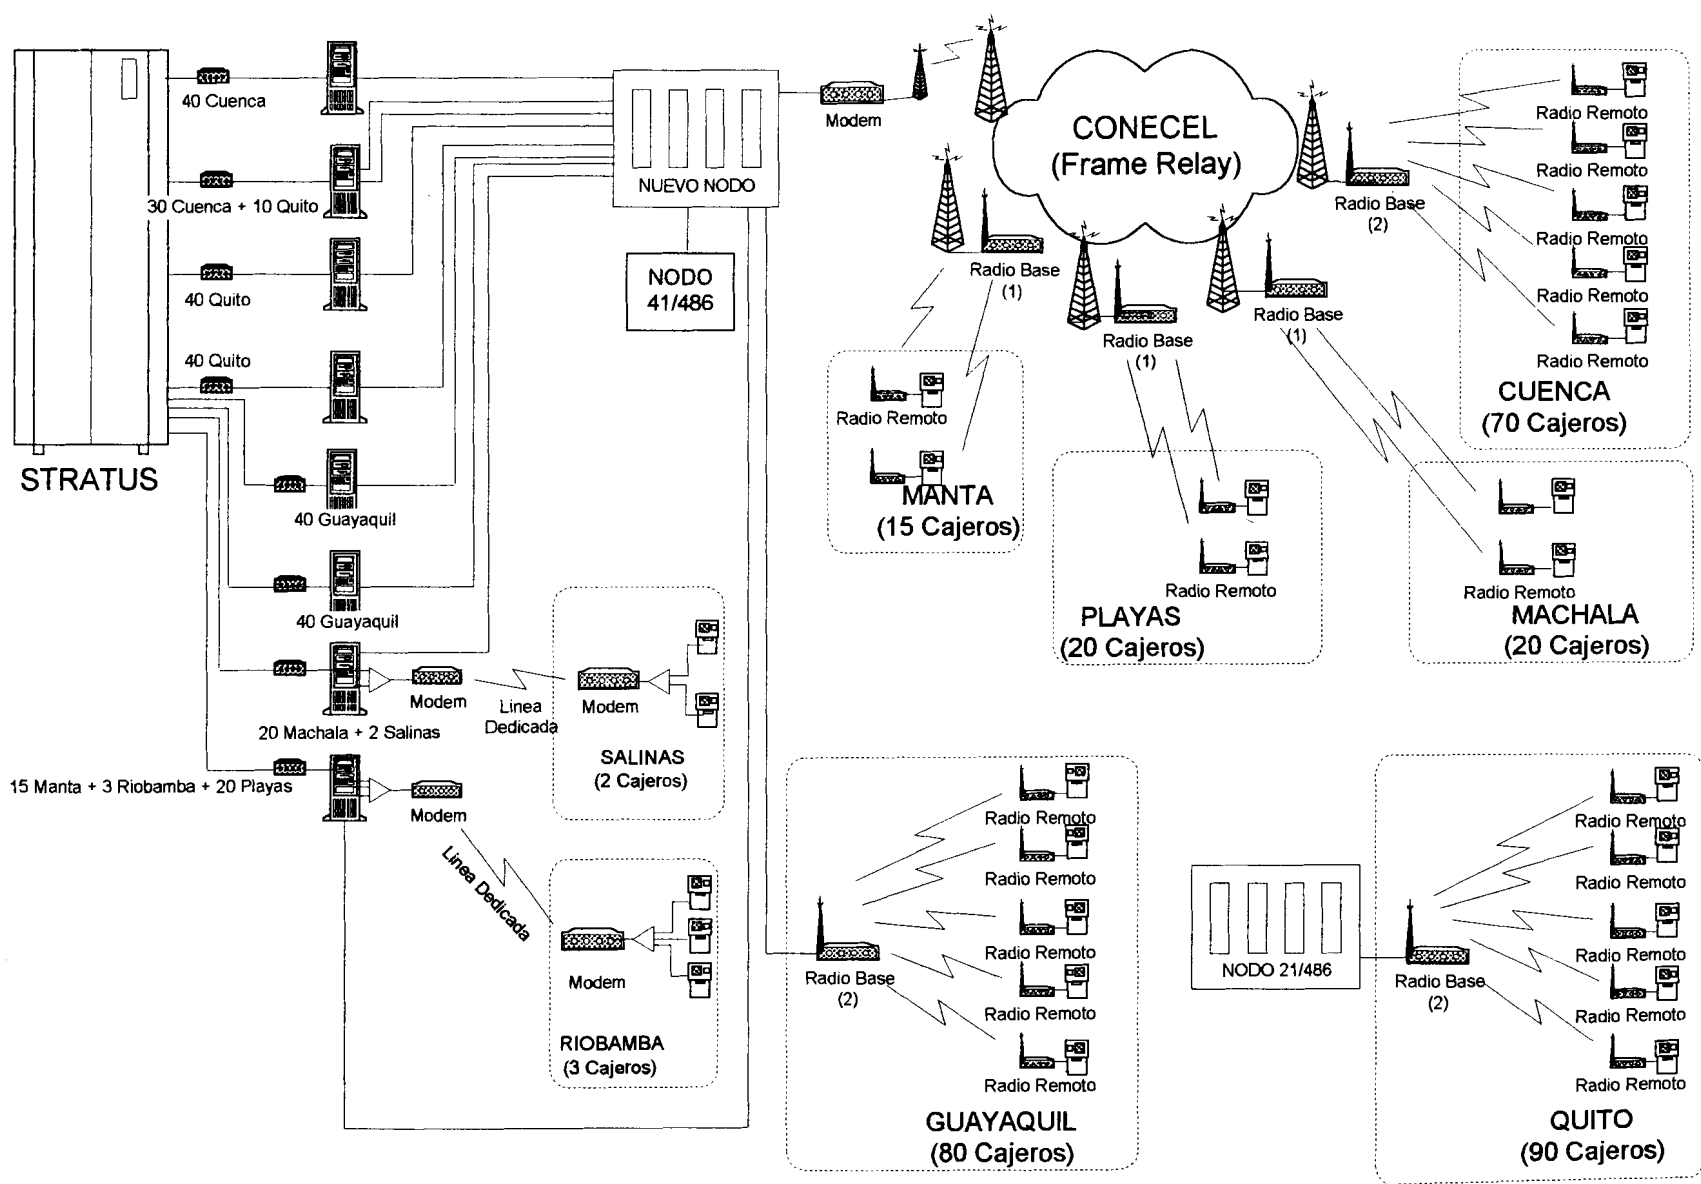 40 Cuenca
30 Cuenca + 10 Quito
40 Quito
40 Quito
STRATUS
40 Guayaquil
40 Guayaquil
20 Machala + 2 Salinas
15 Manta + 3 Riobamba + 20 Playas
NUEVO NODO
NODO
41/486
Modem
CONECEL
(Frame Relay)
Radio Base
(1)
Radio Base
(1)
Radio Base
(1)
Radio Base
(2)
Radio Remoto
Radio Remoto
Radio Remoto
Radio Remoto
Radio Remoto
CUENCA
(70 Cajeros)
Radio Remoto
MANTA
(15 Cajeros)
Radio Remoto
PLAYAS
(20 Cajeros)
Radio Remoto
MACHALA
(20 Cajeros)
Modem
Linea
Dedicada
Modem
SALINAS
(2 Cajeros)
Modem
Linea Dedicada
Modem
RIOBAMBA
(3 Cajeros)
Radio Base
(2)
Radio Remoto
Radio Remoto
Radio Remoto
Radio Remoto
Radio Remoto
GUAYAQUIL
(80 Cajeros)
NODO 21/486
Radio Base
(2)
Radio Remoto
Radio Remoto
Radio Remoto
Radio Remoto
Radio Remoto
QUITO
(90 Cajeros)